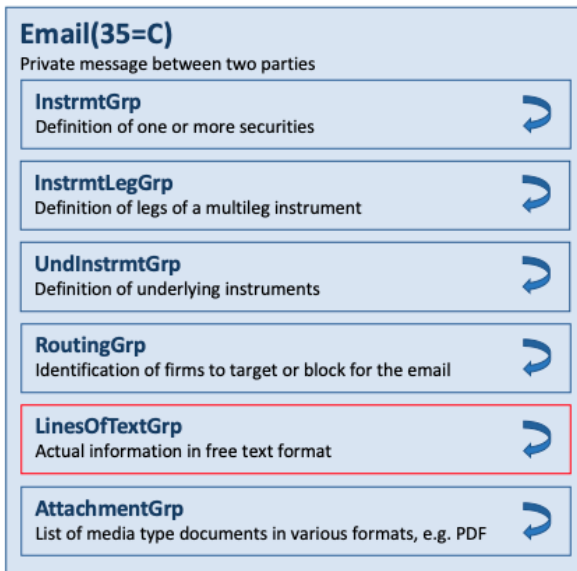 Email(35=C)
Private message between two parties
InstrmtGrp
Definition of one or more securities
InstrmtLegGrp
Definition of legs of a multileg instrument
UndInstrmtGrp
Definition of underlying instruments
RoutingGrp
Identification of firms to target or block for the email
LinesOfTextGrp
Actual information in free text format
AttachmentGrp
List of media type documents in various formats, e.g. PDF